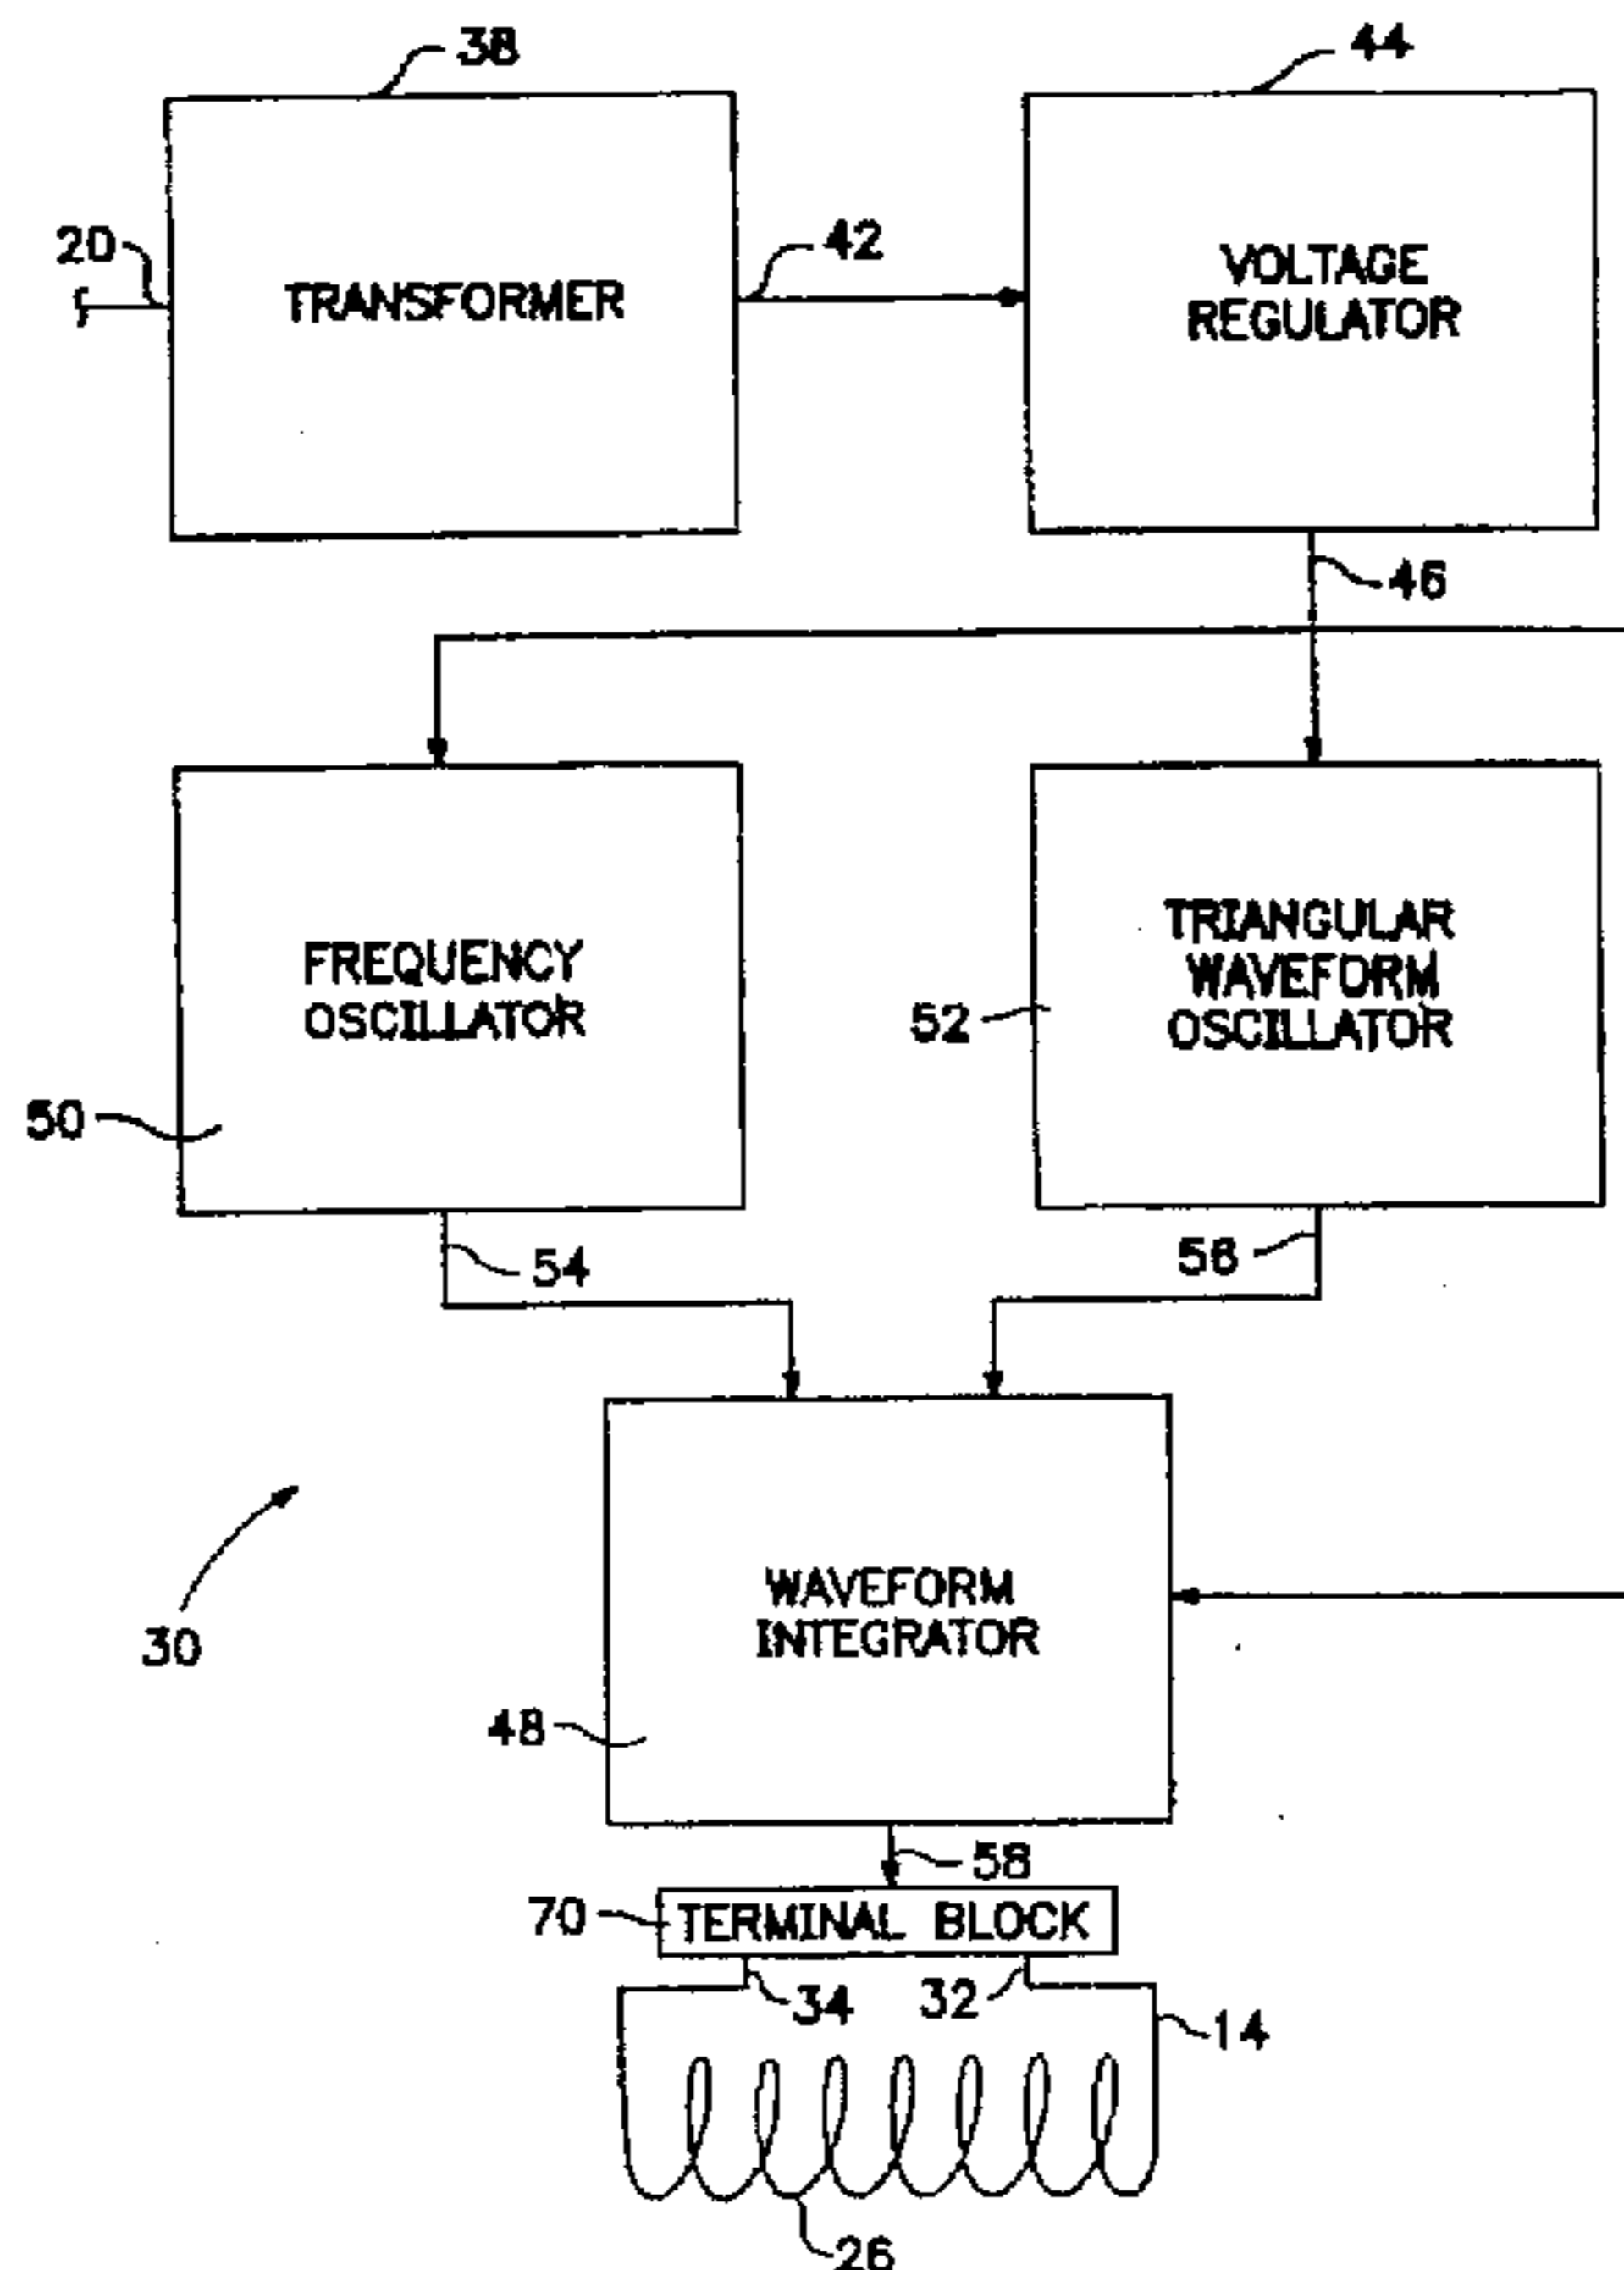 38
44
20
TRANSFORMER
42
VOLTAGE
REGULATOR
46
FREQUENCY
OSCILLATOR
50
TRIANGULAR
WAVEFORM
OSCILLATOR
52
54
56
WAVEFORM
INTEGRATOR
30
48
58
70
TERMINAL BLOCK
34
32
14
26